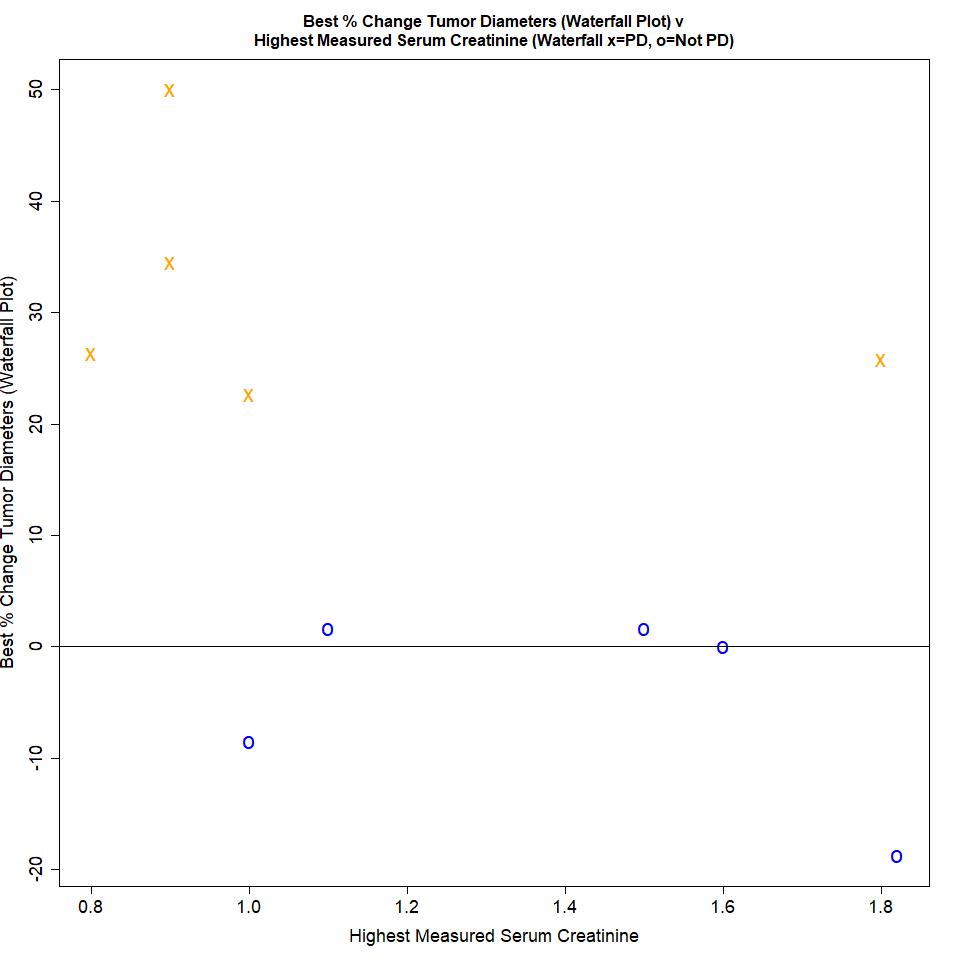 Best % Change Tumor Diameters (Waterfall Plot) v
Highest Measured Serum Creatinine (Waterfall x=PD, o=Not PD)
Best % Change Tumor Diameters (Waterfall Plot)
50
40
30
20
10
0
-10
-20
X
X
X
X
X
O
O
O
O
O
0.8 1.0 1.2 1.4 1.6 1.8
Highest Measured Serum Creatinine